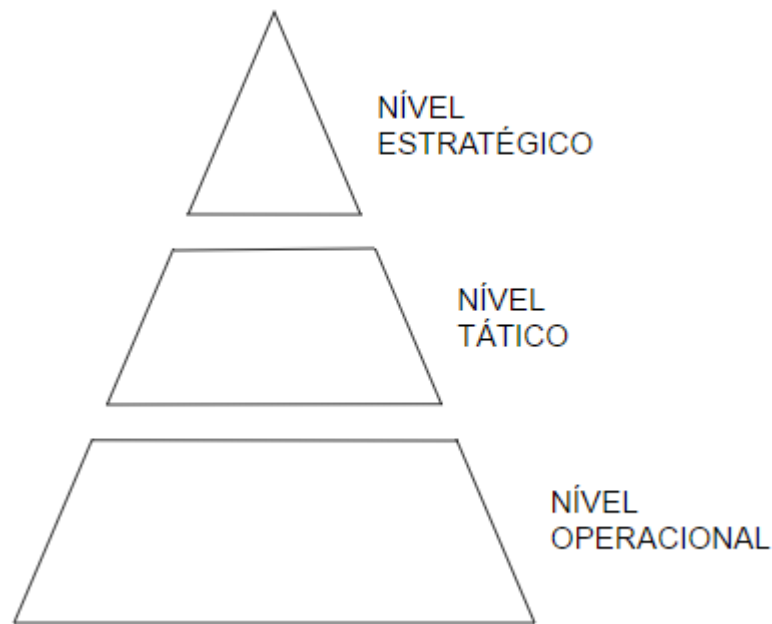 NÍVEL
ESTRATÉGICO
NÍVEL
TÁTICO
NÍVEL
OPERACIONAL